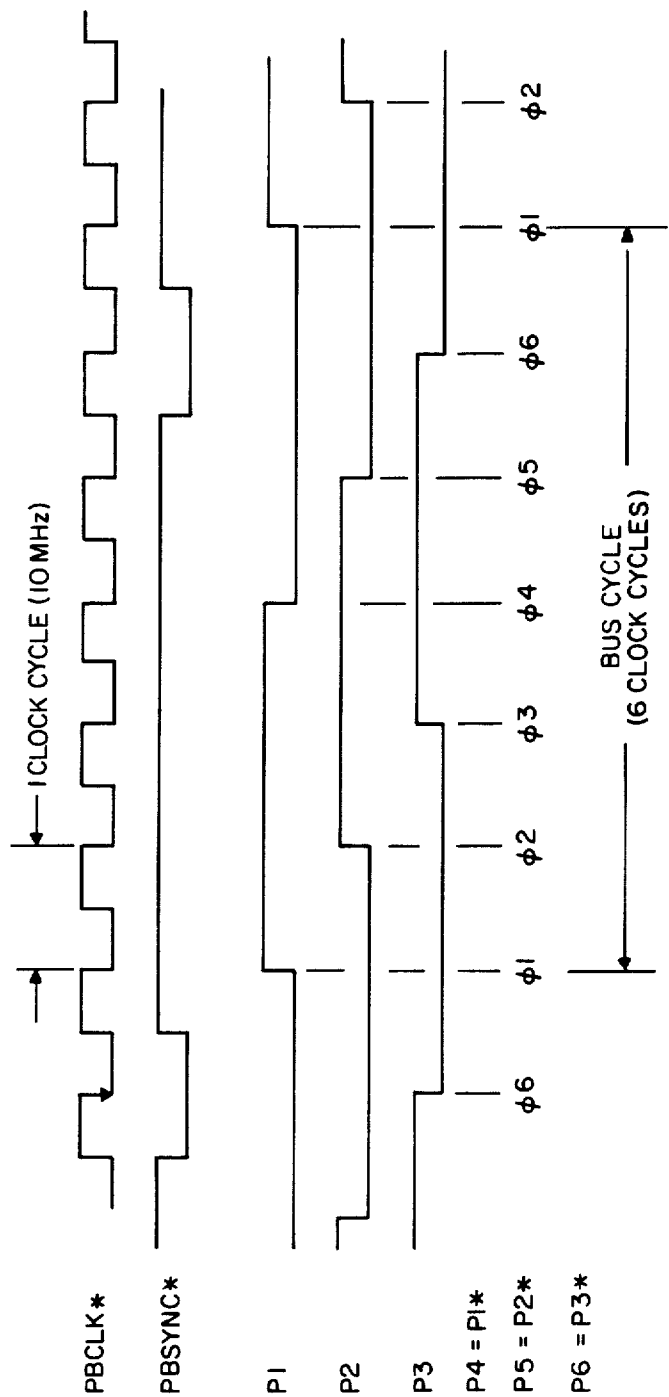 1 CLOCK CYCLE (10 MHz)
PBCLK*
PBSYNC*
P1
P2
P3
P4 = P1*
P5 = P2*
P6 = P3*
ϕ6
ϕ1
ϕ2
ϕ3
ϕ4
ϕ5
ϕ6
ϕ1
ϕ2
BUS CYCLE
(6 CLOCK CYCLES)